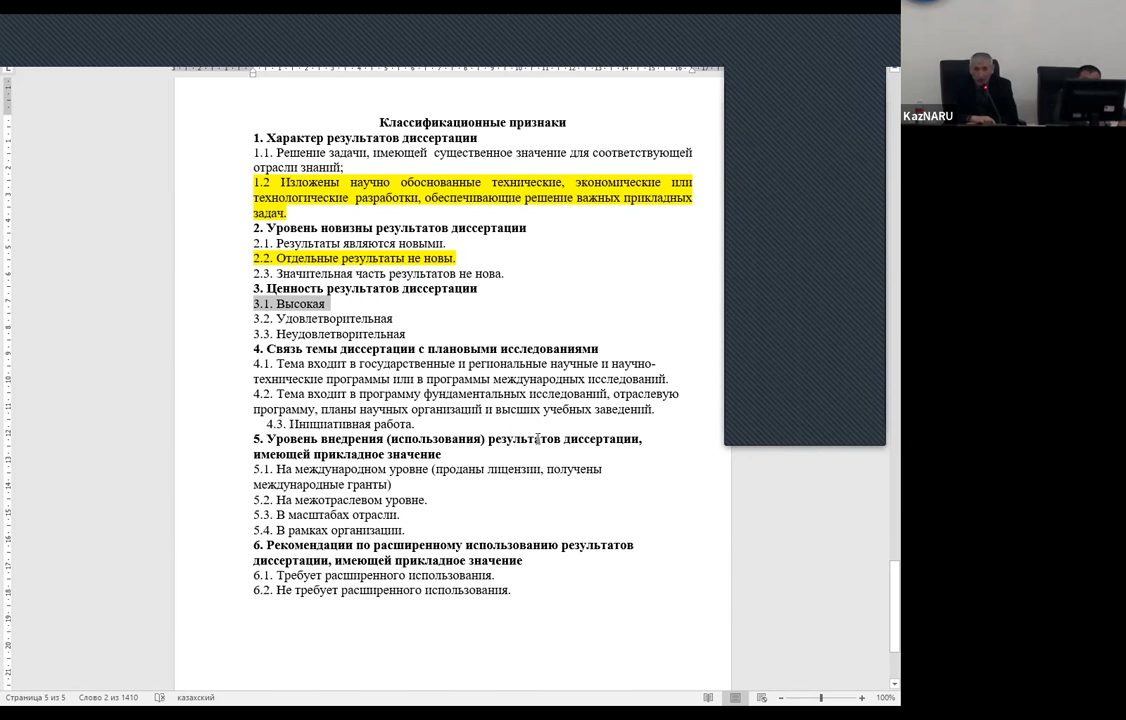 KazNARU
Классификационные признаки
1. Характер результатов диссертации
1.1. Решение задачи, имеющей существенное значение для соответствующей
отрасли знаний;
1.2 Изложены научно обоснованные технические, экономические или
технологические разработки, обеспечивающие решение важных прикладных
задач.
2. Уровень новизны результатов диссертации
2.1. Результаты являются новыми.
2.2. Отдельные результаты не новы.
2.3. Значительная часть результатов не нова.
3. Ценность результатов диссертации
3.1. Высокая
3.2. Удовлетворительная
3.3. Неудовлетворительная
4. Связь темы диссертации с плановыми исследованиями
4.1. Тема входит в государственные и региональные научные и научно-
технические программы или в программы международных исследований.
4.2. Тема входит в программу фундаментальных исследований, отраслевую
программу, планы научных организаций и высших учебных заведений.
4.3. Инициативная работа.
5. Уровень внедрения (использования) результатов диссертации,
имеющей прикладное значение
5.1. На международном уровне (проданы лицензии, получены
международные гранты)
5.2. На межотраслевом уровне.
5.3. В масштабах отрасли.
5.4. В рамках организации.
6. Рекомендации по расширенному использованию результатов
диссертации, имеющей прикладное значение
6.1. Требует расширенного использования.
6.2. Не требует расширенного использования.
Страница 5 из 5 Слово 2 из 1410 казахский 100%